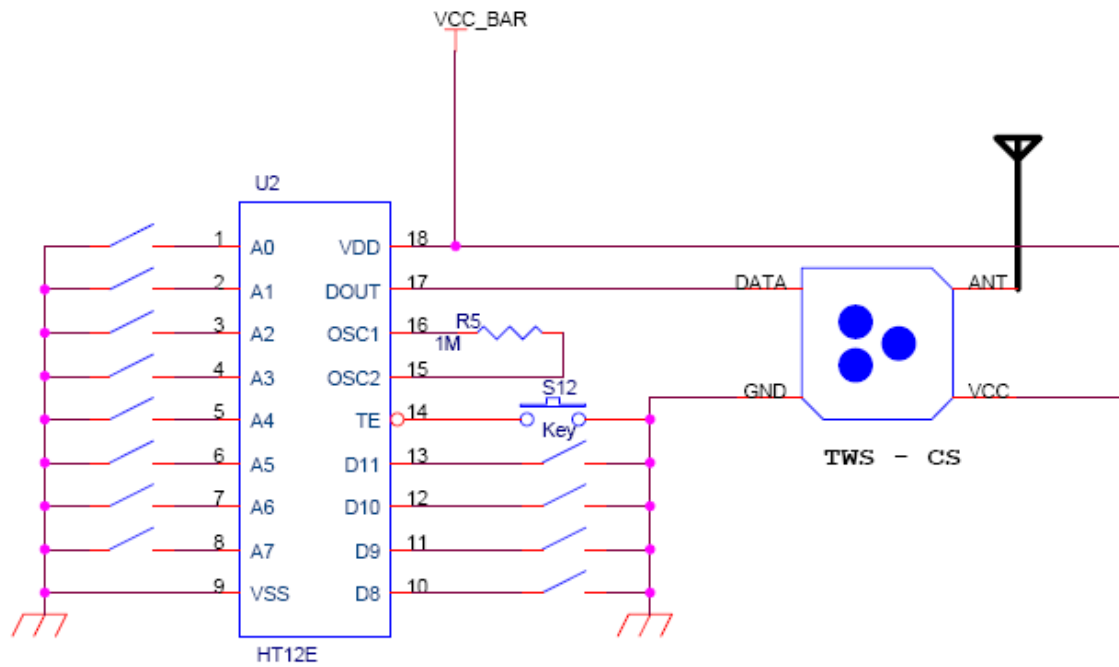 VCC_BAR
U2
1 A0 VDD 18
2 A1 DOUT 17 DATA ANT
3 A2 OSC1 16 R5
1M
4 A3 OSC2 15
S12
GND VCC
5 A4 TE 14 Key
6 A5 D11 13
TWS - CS
7 A6 D10 12
8 A7 D9 11
9 VSS D8 10
HT12E